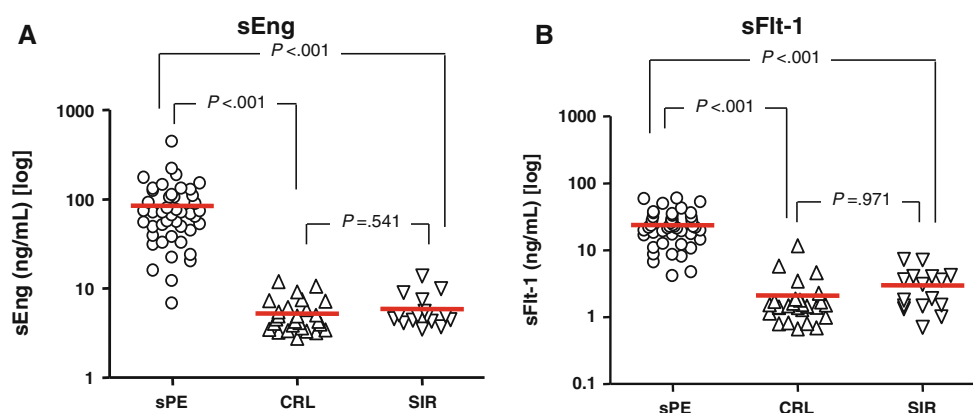 A
sEng
P <.001
P <.001
P =.541
sEng (ng/mL) [log]
1000
100
10
1
sPE
CRL
SIR
B
sFlt-1
P <.001
P <.001
P =.971
sFlt-1 (ng/mL) [log]
1000
100
10
1
0.1
sPE
CRL
SIR